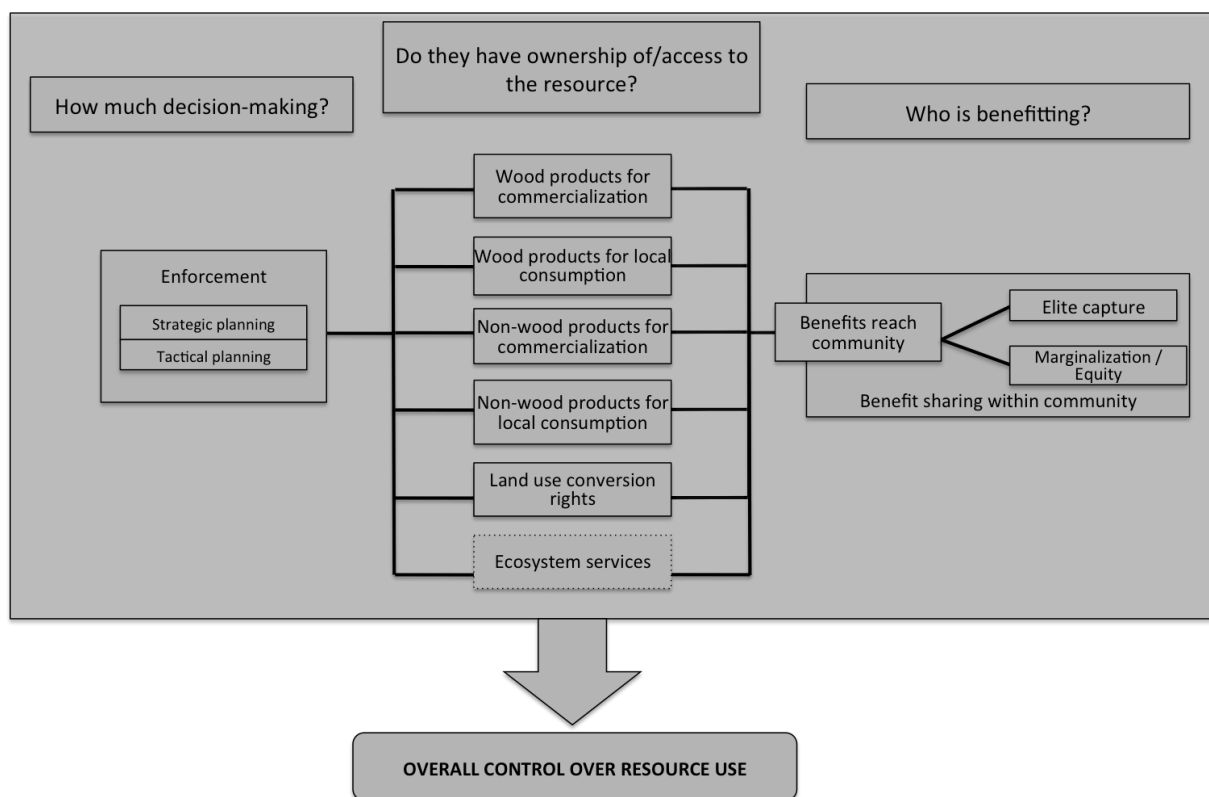 How much decision-making?
Do they have ownership of/access to
the resource?
Who is benefitting?
Enforcement
Strategic planning
Tactical planning
Wood products for
commercialization
Wood products for local
consumption
Non-wood products for
commercialization
Non-wood products for
local consumption
Land use conversion
rights
Ecosystem services
Benefits reach
community
Elite capture
Marginalization /
Equity
Benefit sharing within community
OVERALL CONTROL OVER RESOURCE USE